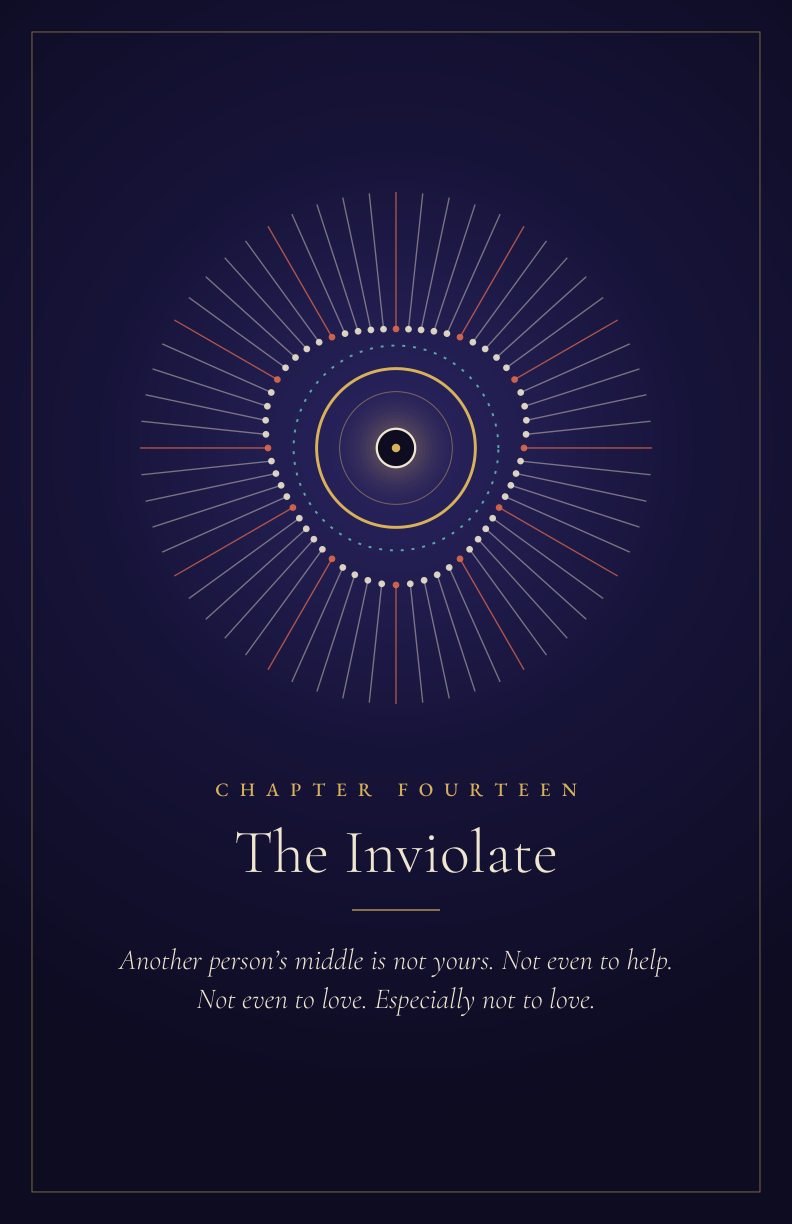 CHAPTER FOURTEEN
The Inviolate
Another person’s middle is not yours. Not even to help.
Not even to love. Especially not to love.